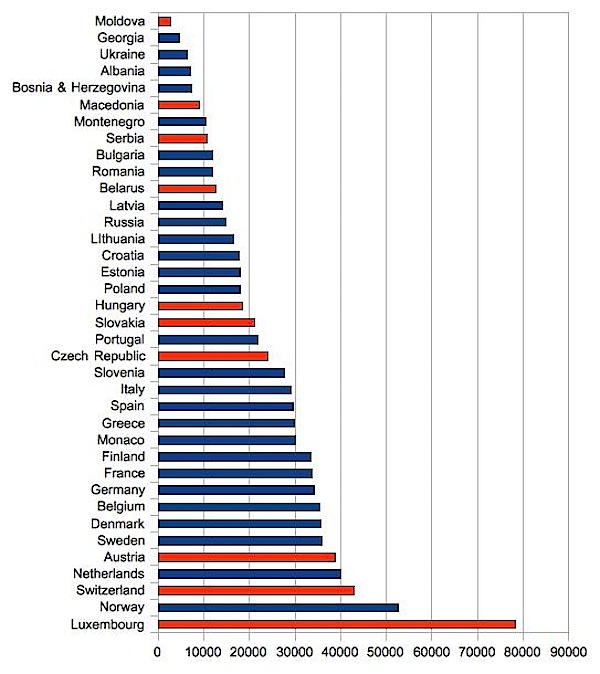 Moldova
Georgia
Ukraine
Albania
Bosnia & Herzegovina
Macedonia
Montenegro
Serbia
Bulgaria
Romania
Belarus
Latvia
Russia
LIthuania
Croatia
Estonia
Poland
Hungary
Slovakia
Portugal
Czech Republic
Slovenia
Italy
Spain
Greece
Monaco
Finland
France
Germany
Belgium
Denmark
Sweden
Austria
Netherlands
Switzerland
Norway
Luxembourg
0 10000 20000 30000 40000 50000 60000 70000 80000 90000